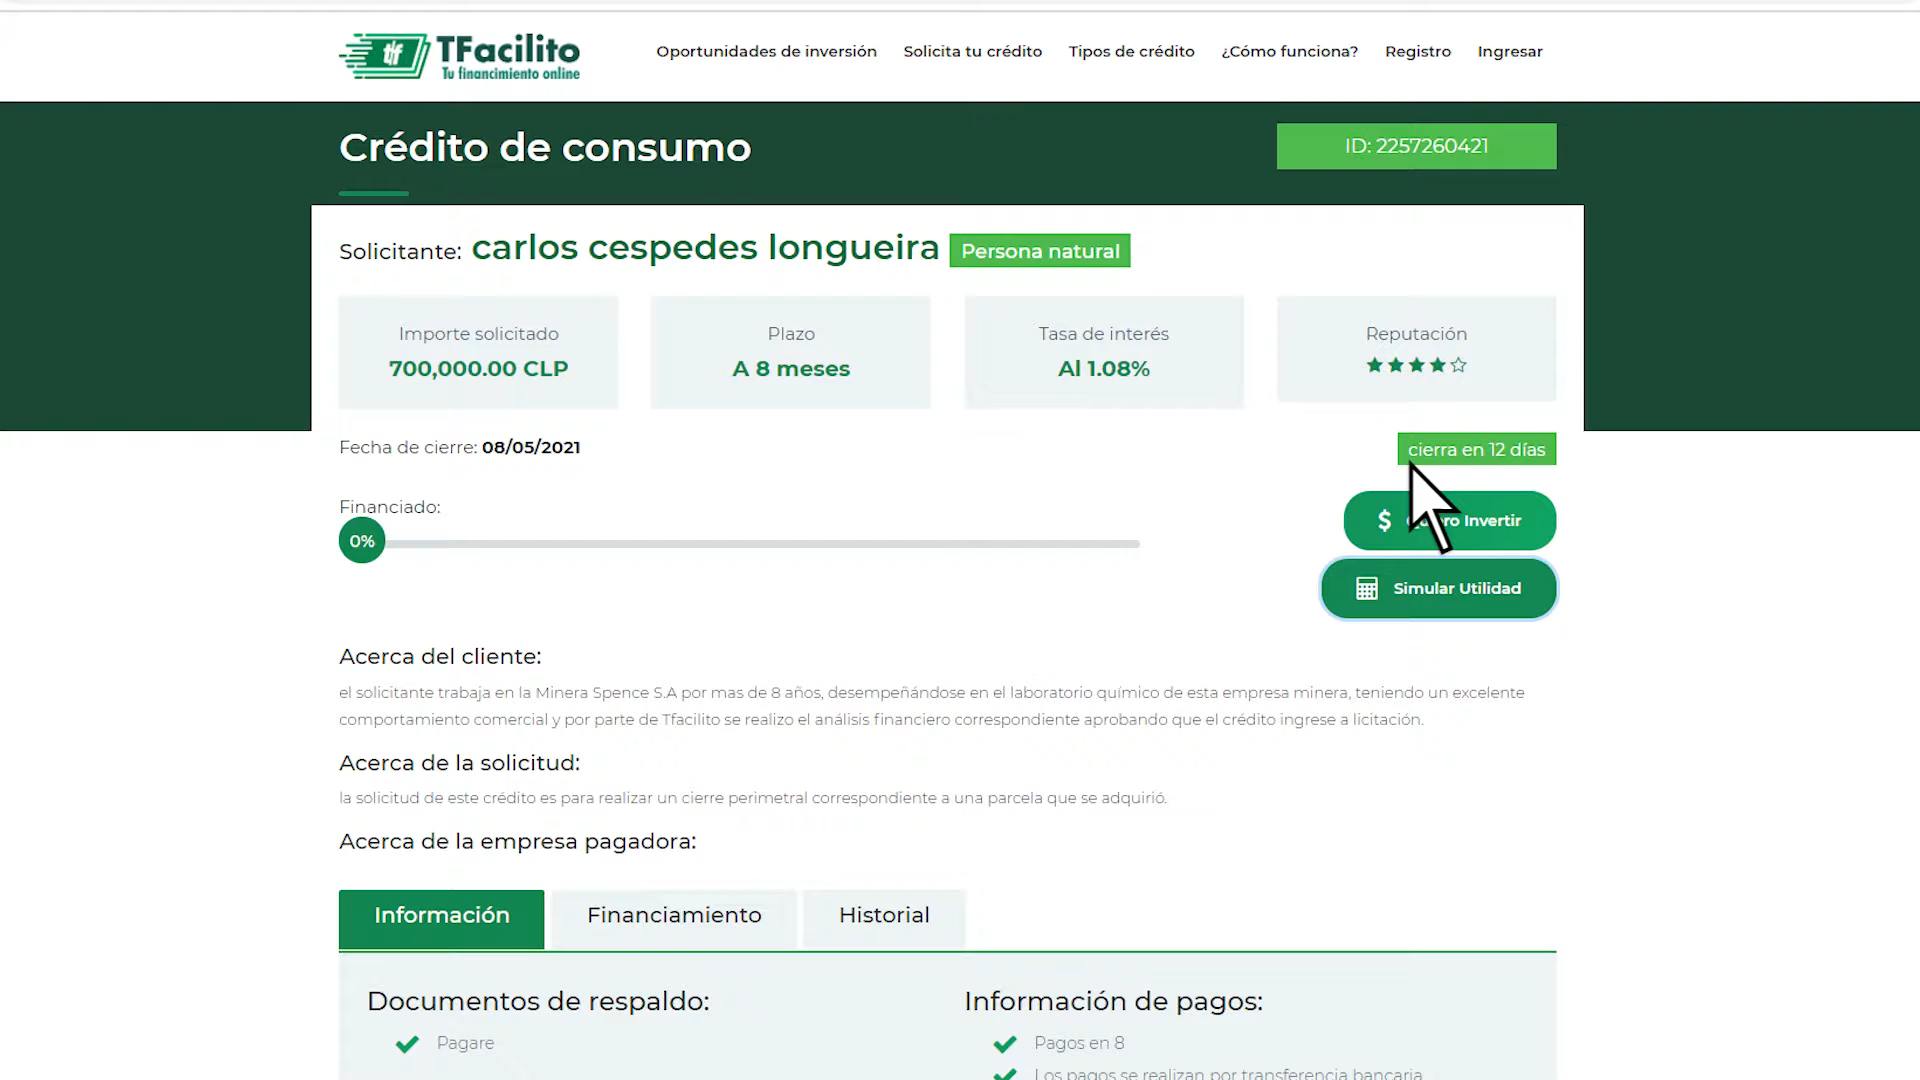 tf TFacilito
Tu financimiento online
Oportunidades de inversión Solicita tu crédito Tipos de crédito ¿Cómo funciona? Registro Ingresar
Crédito de consumo
ID: 2257260421
Solicitante: carlos cespedes longueira Persona natural
Importe solicitado
700,000.00 CLP
Plazo
A 8 meses
Tasa de interés
Al 1.08%
Reputación
Fecha de cierre: 08/05/2021
cierra en 12 días
Financiado:
0%
$ Quiero Invertir
Simular Utilidad
Acerca del cliente:
el solicitante trabaja en la Minera Spence S.A por mas de 8 años, desempeñándose en el laboratorio químico de esta empresa minera, teniendo un excelente
comportamiento comercial y por parte de Tfacilito se realizo el análisis financiero correspondiente aprobando que el crédito ingrese a licitación.
Acerca de la solicitud:
la solicitud de este crédito es para realizar un cierre perimetral correspondiente a una parcela que se adquirió.
Acerca de la empresa pagadora:
Información Financiamiento Historial
Documentos de respaldo:
Pagare
Información de pagos:
Pagos en 8
Los pagos se realizan por transferencia bancaria